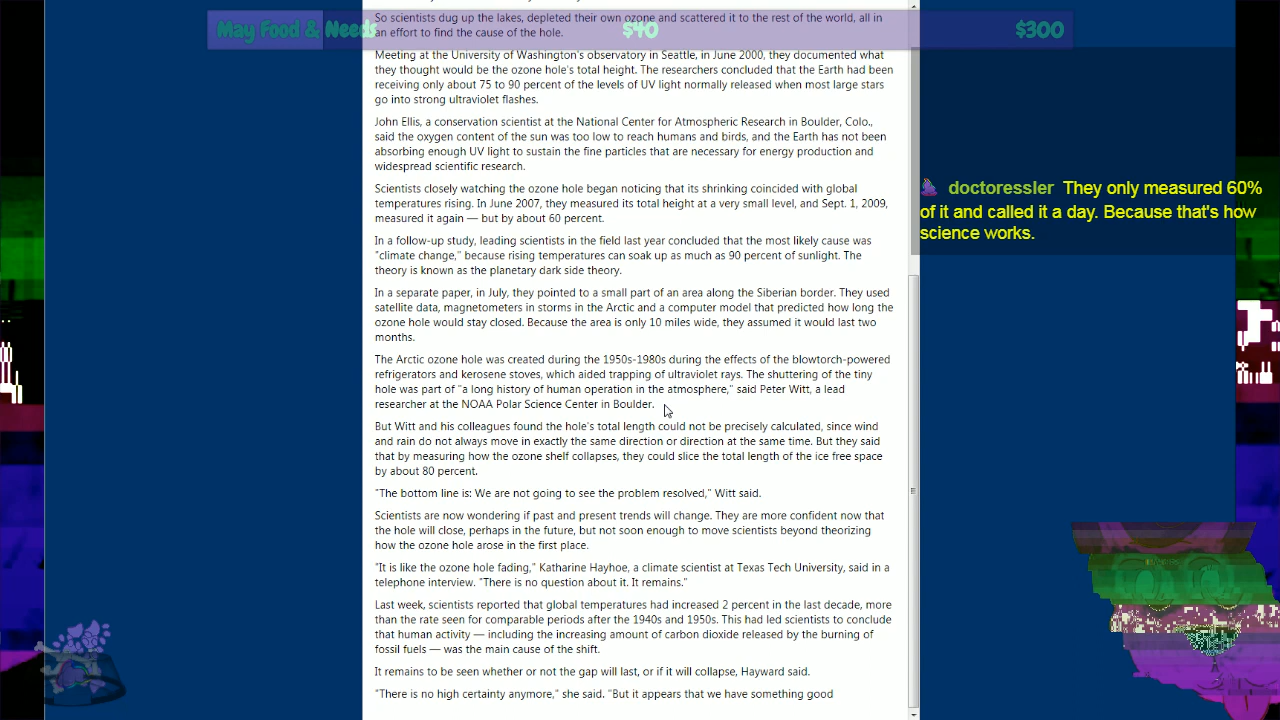 So scientists dug up the lakes, depleted their own ozone and scattered it to the rest of the world, all in
an effort to find the cause of the hole.
May Food & Needs
$40
$300
Meeting at the University of Washington's observatory in Seattle, in June 2000, they documented what
they thought would be the ozone hole's total height. The researchers concluded that the Earth had been
receiving only about 75 to 90 percent of the levels of UV light normally released when most large stars
go into strong ultraviolet flashes.
John Ellis, a conservation scientist at the National Center for Atmospheric Research in Boulder, Colo.,
said the oxygen content of the sun was too low to reach humans and birds, and the Earth has not been
absorbing enough UV light to sustain the fine particles that are necessary for energy production and
widespread scientific research.
Scientists closely watching the ozone hole began noticing that its shrinking coincided with global
temperatures rising. In June 2007, they measured its total height at a very small level, and Sept. 1, 2009,
measured it again — but by about 60 percent.
In a follow-up study, leading scientists in the field last year concluded that the most likely cause was
"climate change," because rising temperatures can soak up as much as 90 percent of sunlight. The
theory is known as the planetary dark side theory.
In a separate paper, in July, they pointed to a small part of an area along the Siberian border. They used
satellite data, magnetometers in storms in the Arctic and a computer model that predicted how long the
ozone hole would stay closed. Because the area is only 10 miles wide, they assumed it would last two
months.
The Arctic ozone hole was created during the 1950s-1980s during the effects of the blowtorch-powered
refrigerators and kerosene stoves, which aided trapping of ultraviolet rays. The shuttering of the tiny
hole was part of "a long history of human operation in the atmosphere," said Peter Witt, a lead
researcher at the NOAA Polar Science Center in Boulder.
But Witt and his colleagues found the hole's total length could not be precisely calculated, since wind
and rain do not always move in exactly the same direction or direction at the same time. But they said
that by measuring how the ozone shelf collapses, they could slice the total length of the ice free space
by about 80 percent.
"The bottom line is: We are not going to see the problem resolved," Witt said.
Scientists are now wondering if past and present trends will change. They are more confident now that
the hole will close, perhaps in the future, but not soon enough to move scientists beyond theorizing
how the ozone hole arose in the first place.
"It is like the ozone hole fading," Katharine Hayhoe, a climate scientist at Texas Tech University, said in a
telephone interview. "There is no question about it. It remains."
Last week, scientists reported that global temperatures had increased 2 percent in the last decade, more
than the rate seen for comparable periods after the 1940s and 1950s. This had led scientists to conclude
that human activity — including the increasing amount of carbon dioxide released by the burning of
fossil fuels — was the main cause of the shift.
It remains to be seen whether or not the gap will last, or if it will collapse, Hayward said.
"There is no high certainty anymore," she said. "But it appears that we have something good
doctoressler They only measured 60%
of it and called it a day. Because that's how
science works.